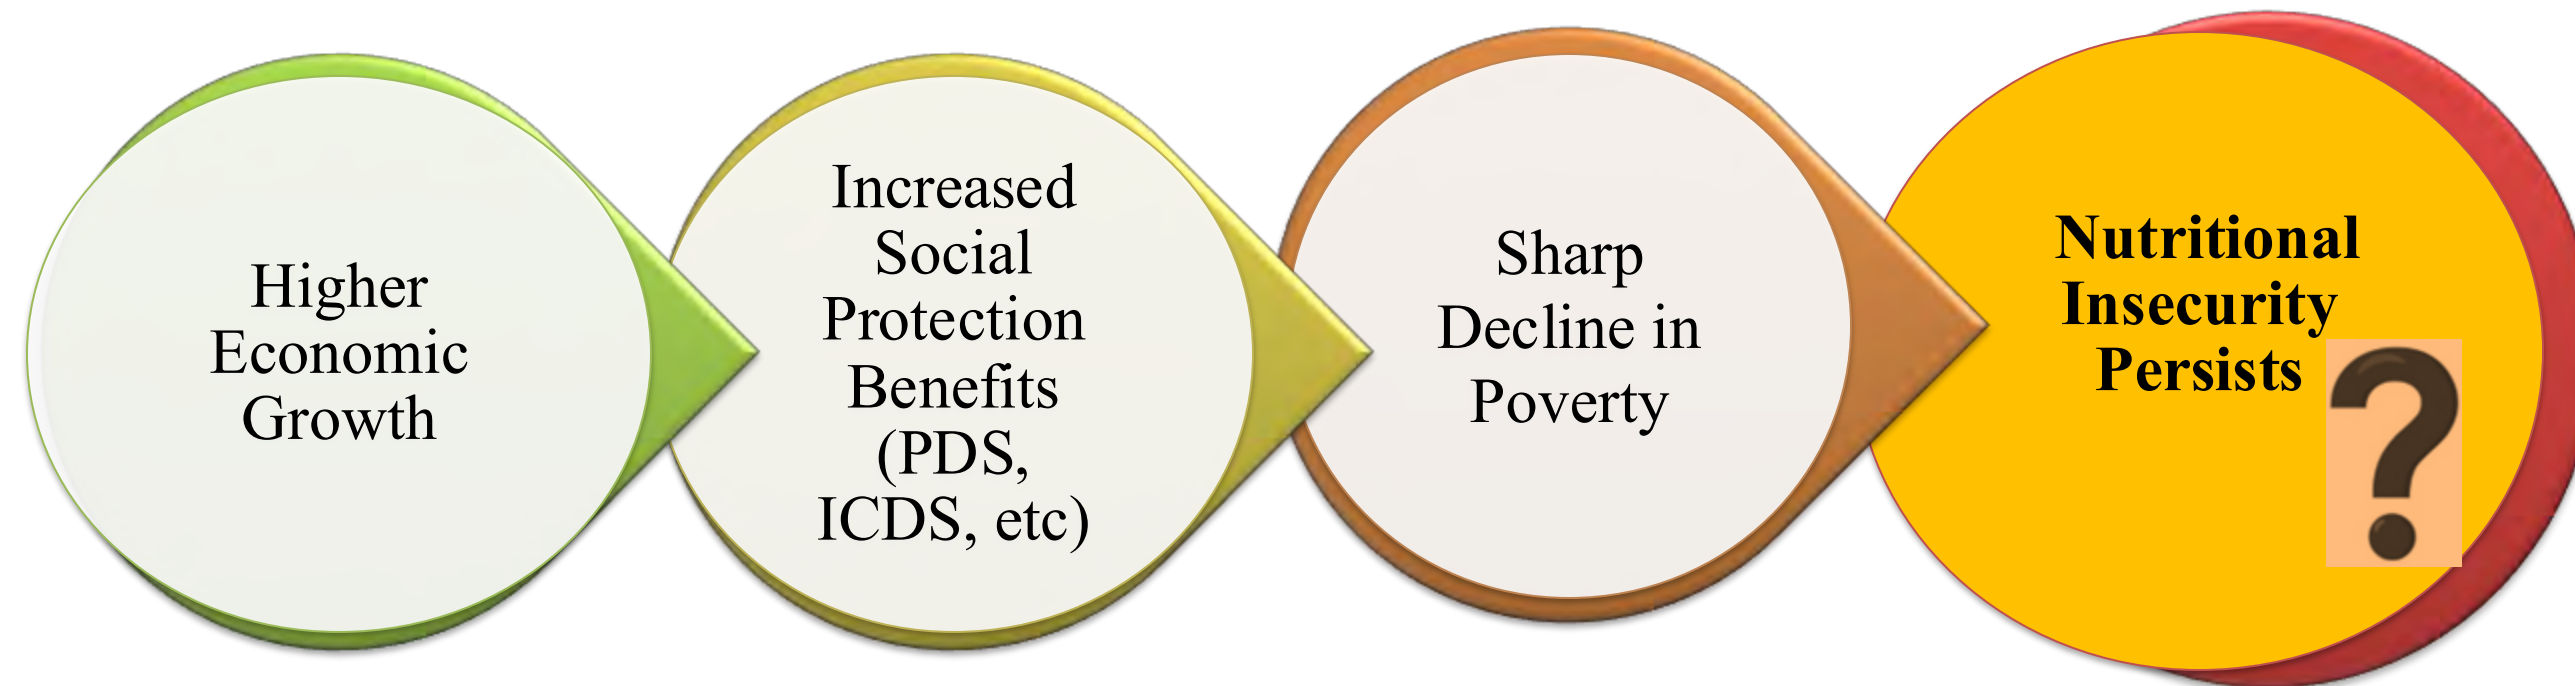 Higher
Economic
Growth
Increased
Social
Protection
Benefits
(PDS,
ICDS, etc)
Sharp
Decline in
Poverty
Nutritional
Insecurity
Persists
?